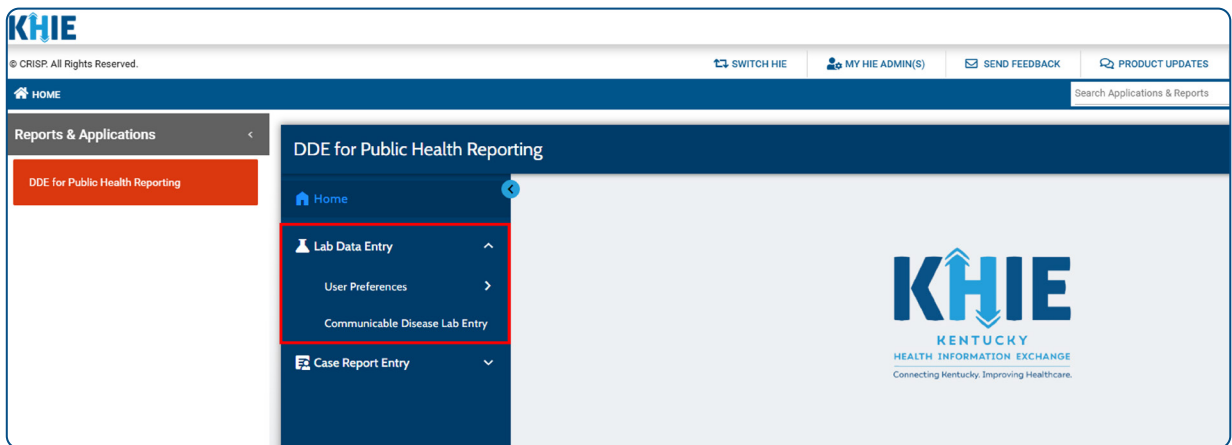 KHIE
© CRISP. All Rights Reserved.
SWITCH HIE
MY HIE ADMIN(S)
SEND FEEDBACK
PRODUCT UPDATES
HOME
Search Applications & Reports
Reports & Applications
DDE for Public Health Reporting
DDE for Public Health Reporting
Home
Lab Data Entry
User Preferences
Communicable Disease Lab Entry
Case Report Entry
KHIE
KENTUCKY
HEALTH INFORMATION EXCHANGE
Connecting Kentucky. Improving Healthcare.